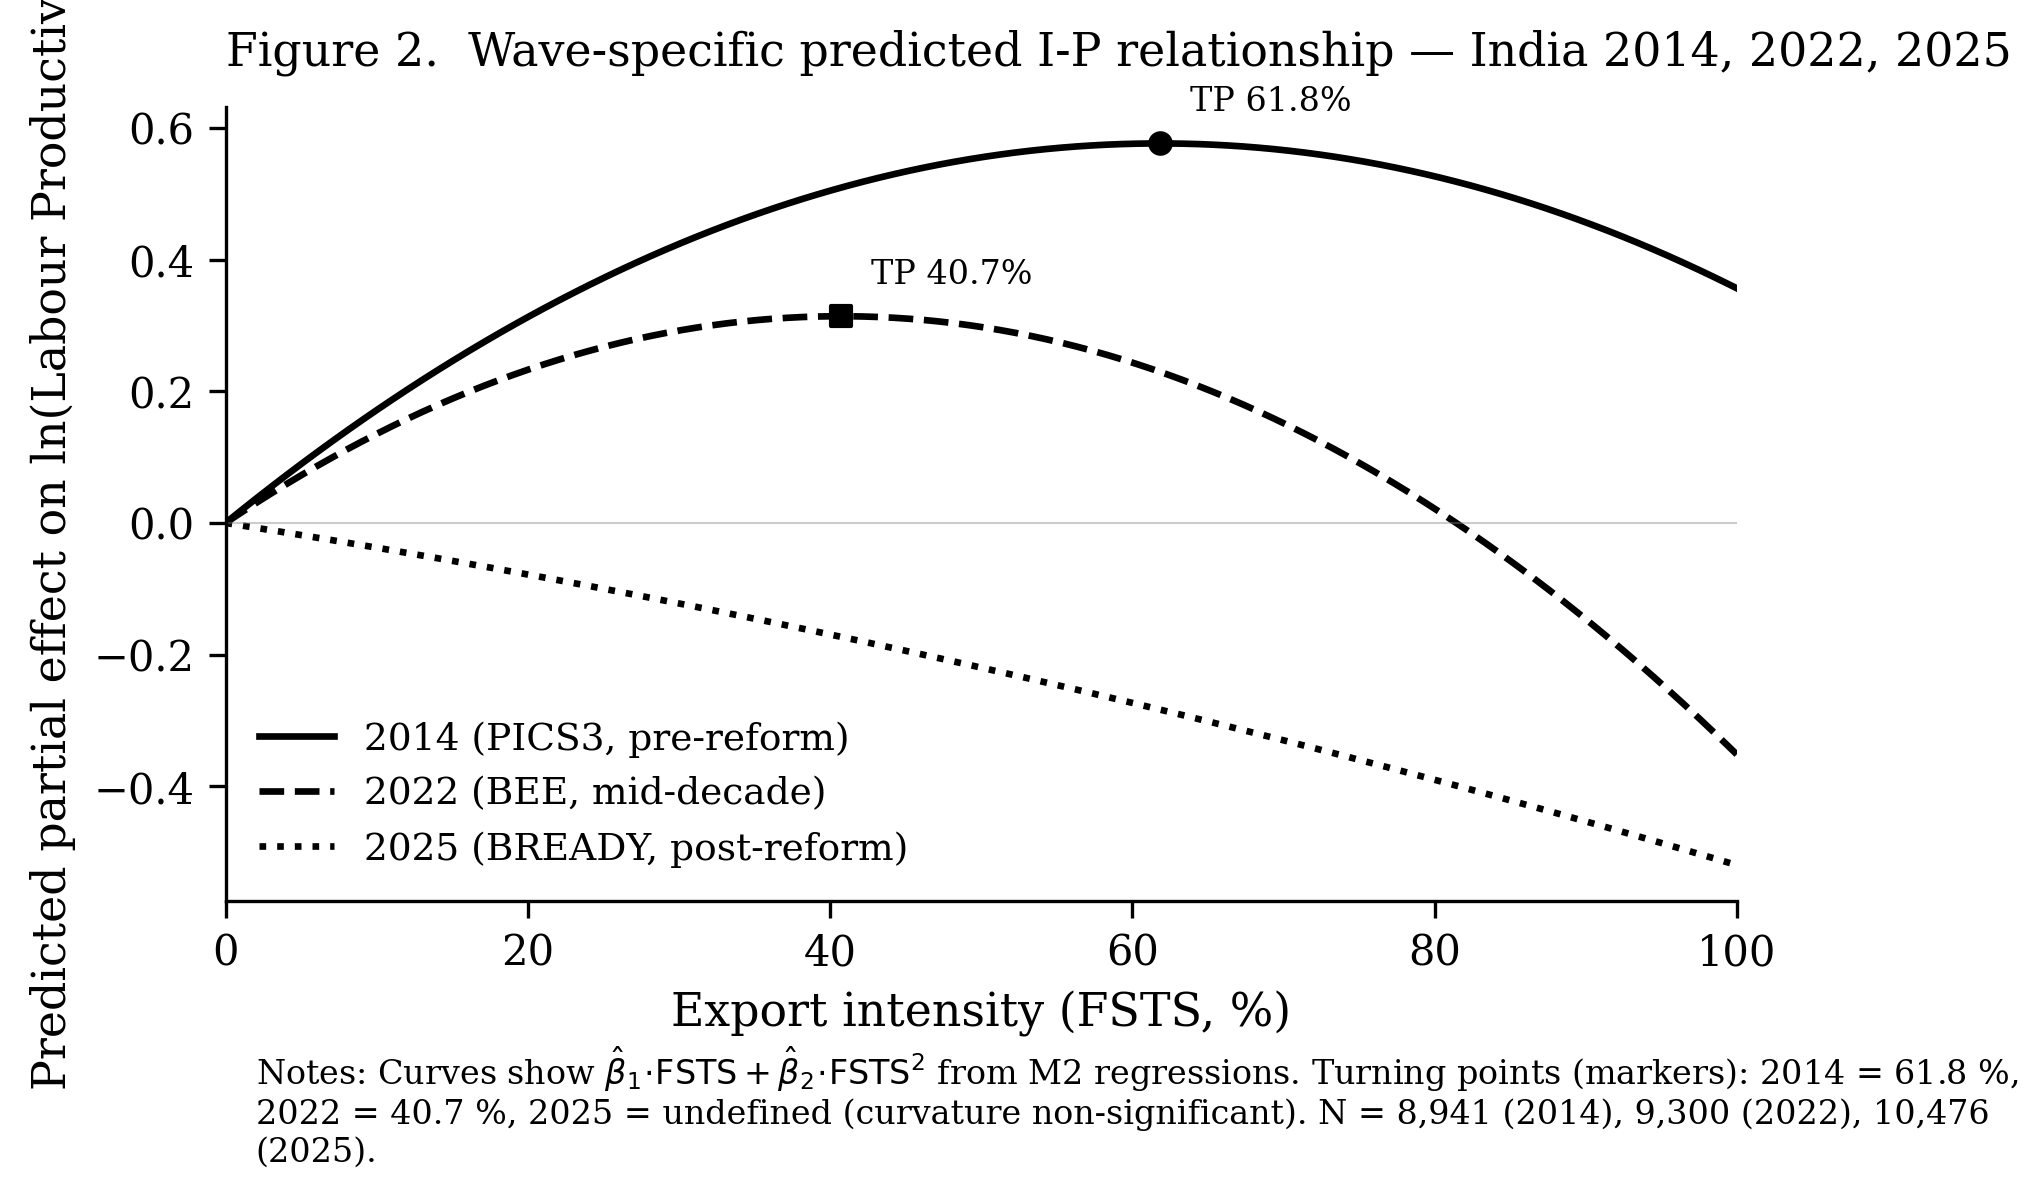 Figure 2.  Wave-specific predicted I-P relationship — India 2014, 2022, 2025
Predicted partial effect on ln(Labour
TP 61.8%
TP 40.7%
0.6
0.4
0.2
0.0
−0.2
−0.4
2014 (PICS3, pre-reform)
2022 (BEE, mid-decade)
2025 (BREADY, post-reform)
0 20 40 60 80 100
Export intensity (FSTS, %)
Notes: Curves show β̂₁·FSTS + β̂₂·FSTS² from M2 regressions. Turning points (markers): 2014 = 61.8 %,
2022 = 40.7 %, 2025 = undefined (curvature non-significant). N = 8,941 (2014), 9,300 (2022), 10,476
(2025).